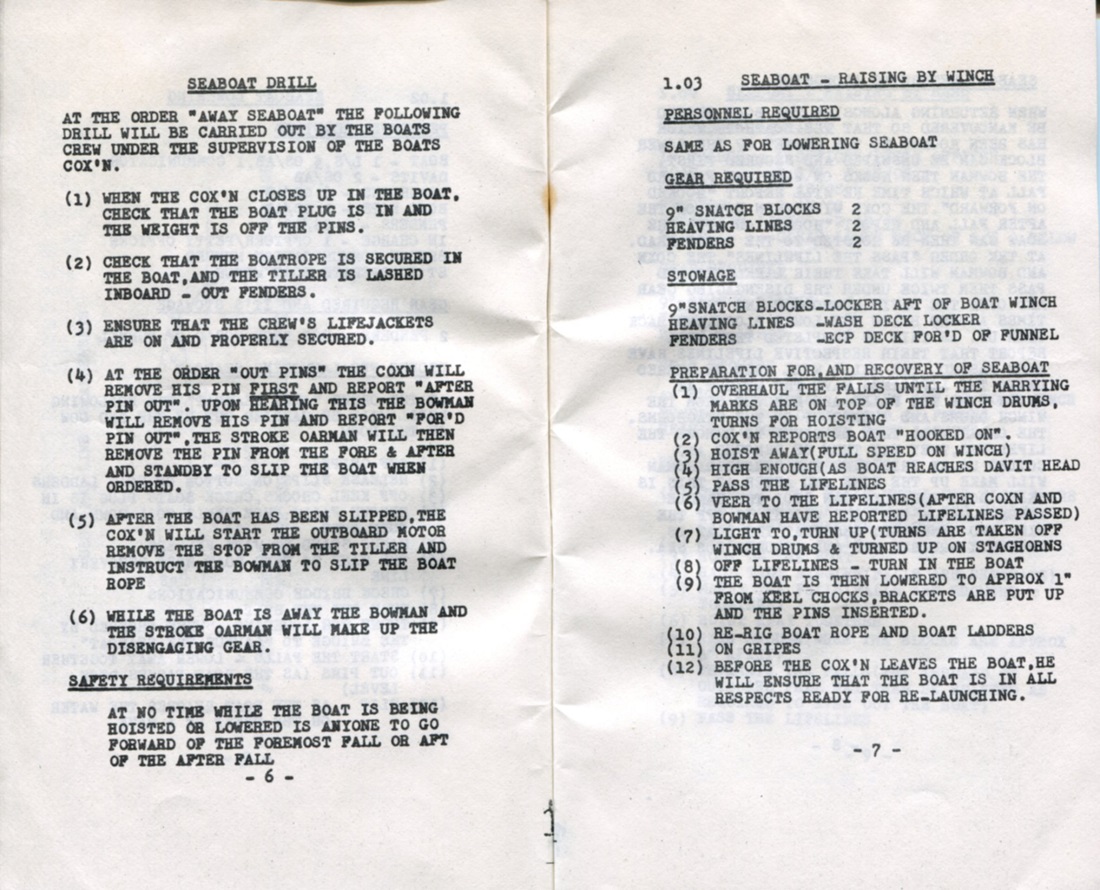 SEABOAT DRILL
AT THE ORDER "AWAY SEABOAT" THE FOLLOWING
DRILL WILL BE CARRIED OUT BY THE BOATS
CREW UNDER THE SUPERVISION OF THE BOATS
COX'N.
(1) WHEN THE COX'N CLOSES UP IN THE BOAT,
CHECK THAT THE BOAT PLUG IS IN AND
THE WEIGHT IS OFF THE PINS.
(2) CHECK THAT THE BOATROPE IS SECURED IN
THE BOAT,AND THE TILLER IS LASHED
INBOARD - OUT FENDERS.
(3) ENSURE THAT THE CREW'S LIFEJACKETS
ARE ON AND PROPERLY SECURED.
(4) AT THE ORDER "OUT PINS" THE COXN WILL
REMOVE HIS PIN FIRST AND REPORT "AFTER
PIN OUT". UPON HEARING THIS THE BOWMAN
WILL REMOVE HIS PIN AND REPORT "FOR'D
PIN OUT",THE STROKE OARMAN WILL THEN
REMOVE THE PIN FROM THE FORE & AFTER
AND STANDBY TO SLIP THE BOAT WHEN
ORDERED.
(5) AFTER THE BOAT HAS BEEN SLIPPED,THE
COX'N WILL START THE OUTBOARD MOTOR
REMOVE THE STOP FROM THE TILLER AND
INSTRUCT THE BOWMAN TO SLIP THE BOAT
ROPE
(6) WHILE THE BOAT IS AWAY THE BOWMAN AND
THE STROKE OARMAN WILL MAKE UP THE
DISENGAGING GEAR.
SAFETY REQUIREMENTS
AT NO TIME WHILE THE BOAT IS BEING
HOISTED OR LOWERED IS ANYONE TO GO
FORWARD OF THE FOREMOST FALL OR AFT
OF THE AFTER FALL
- 6 -
1.03 SEABOAT - RAISING BY WINCH
PERSONNEL REQUIRED
SAME AS FOR LOWERING SEABOAT
GEAR REQUIRED
9" SNATCH BLOCKS 2
HEAVING LINES 2
FENDERS 2
STOWAGE
9"SNATCH BLOCKS-LOCKER AFT OF BOAT WINCH
HEAVING LINES -WASH DECK LOCKER
FENDERS -ECP DECK FOR'D OF FUNNEL
PREPARATION FOR,AND RECOVERY OF SEABOAT
(1) OVERHAUL THE FALLS UNTIL THE MARRYING
MARKS ARE ON TOP OF THE WINCH DRUMS,
TURNS FOR HOISTING
(2) COX'N REPORTS BOAT "HOOKED ON".
(3) HOIST AWAY(FULL SPEED ON WINCH)
(4) HIGH ENOUGH(AS BOAT REACHES DAVIT HEAD
(5) PASS THE LIFELINES
(6) VEER TO THE LIFELINES(AFTER COXN AND
BOWMAN HAVE REPORTED LIFELINES PASSED)
(7) LIGHT TO,TURN UP(TURNS ARE TAKEN OFF
WINCH DRUMS & TURNED UP ON STAGHORNS
(8) OFF LIFELINES - TURN IN THE BOAT
(9) THE BOAT IS THEN LOWERED TO APPROX 1"
FROM KEEL CHOCKS,BRACKETS ARE PUT UP
AND THE PINS INSERTED.
(10) RE-RIG BOAT ROPE AND BOAT LADDERS
(11) ON GRIPES
(12) BEFORE THE COX'N LEAVES THE BOAT,HE
WILL ENSURE THAT THE BOAT IS IN ALL
RESPECTS READY FOR RE-LAUNCHING.
- 7 -